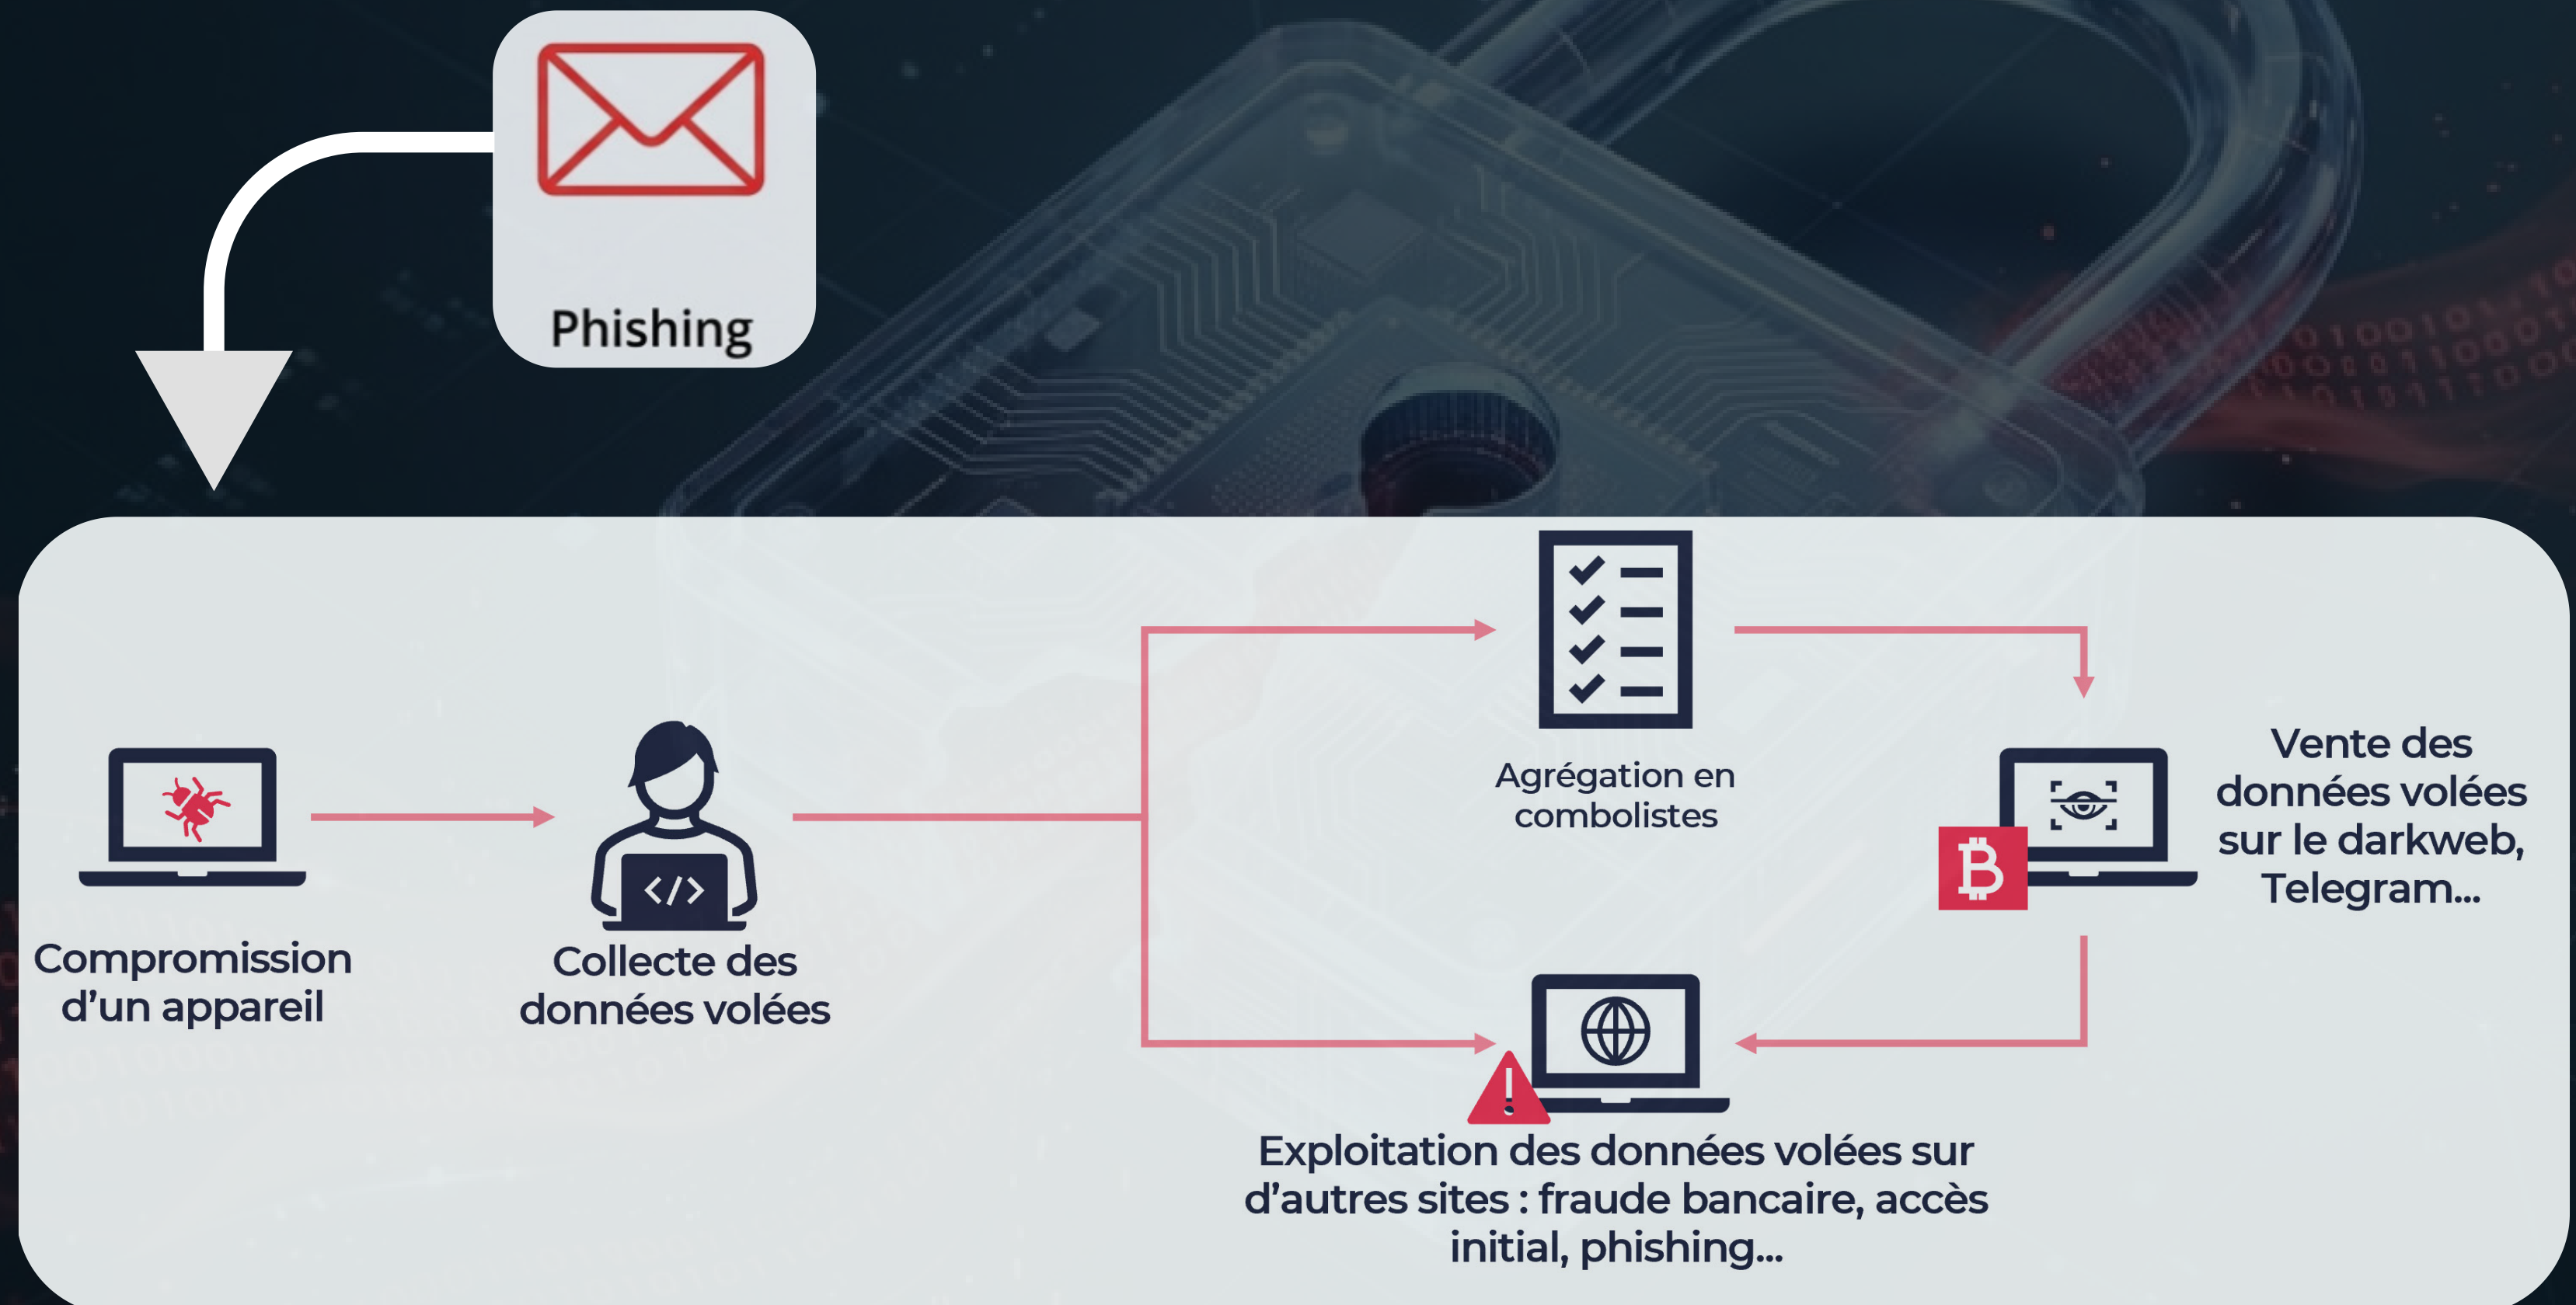 Phishing
Compromission
d'un appareil
Collecte des
données volées
</>
Agrégation en
combolistes
Vente des
données volées
sur le darkweb,
Telegram...
Exploitation des données volées sur
d'autres sites : fraude bancaire, accès
initial, phishing...